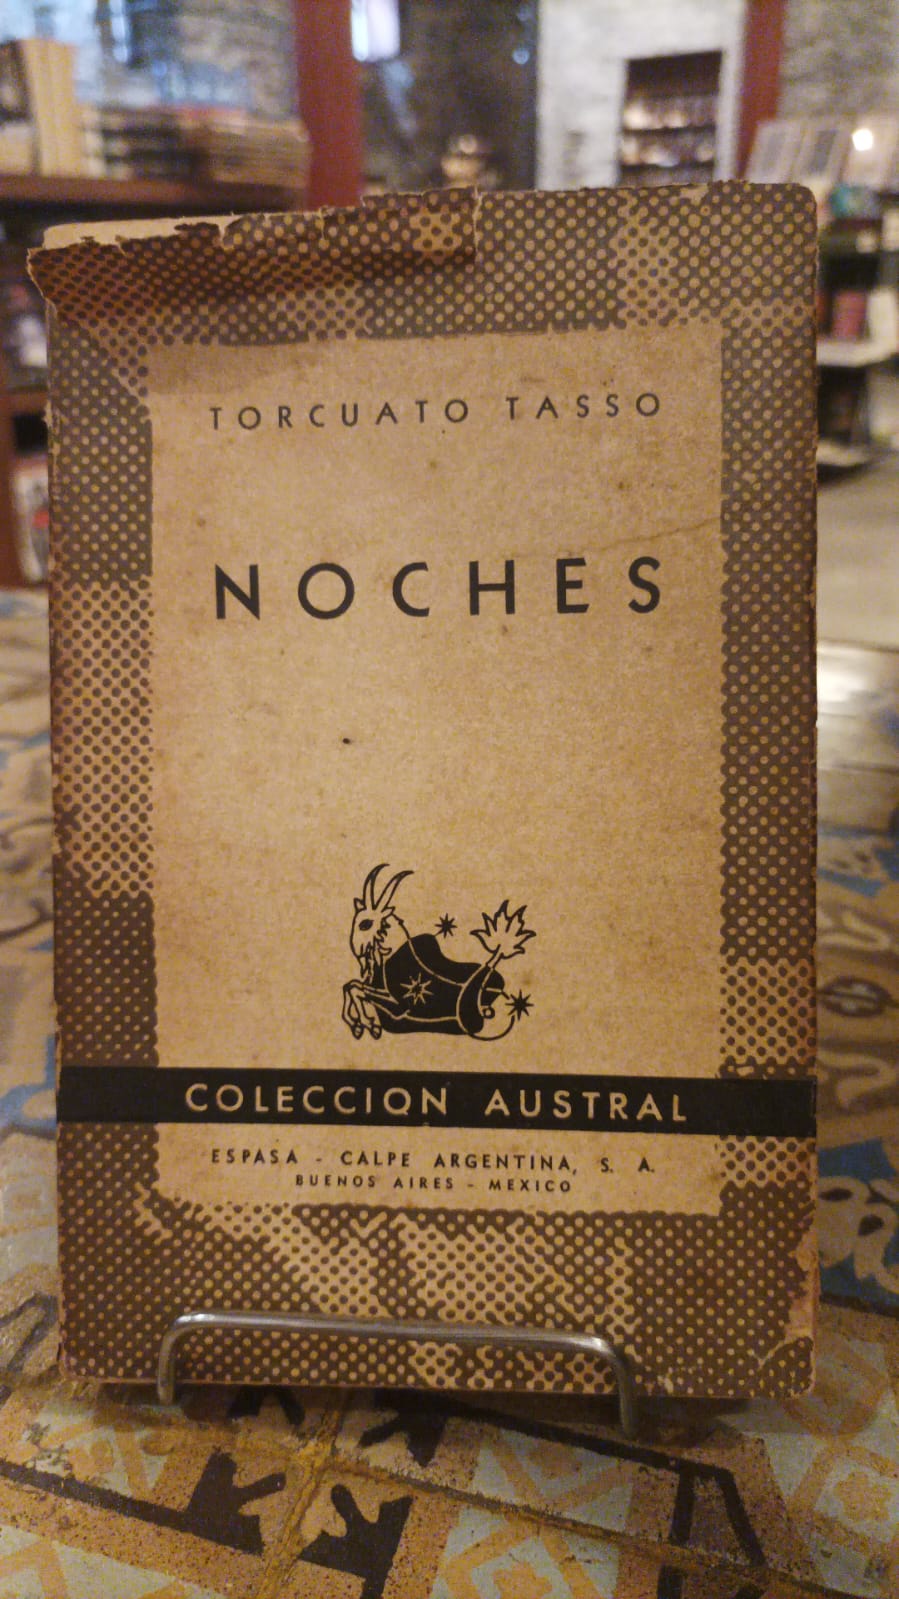 TORCUATO TASSO
NOCHES
COLECCION AUSTRAL
ESPASA - CALPE ARGENTINA, S. A.
BUENOS AIRES - MEXICO